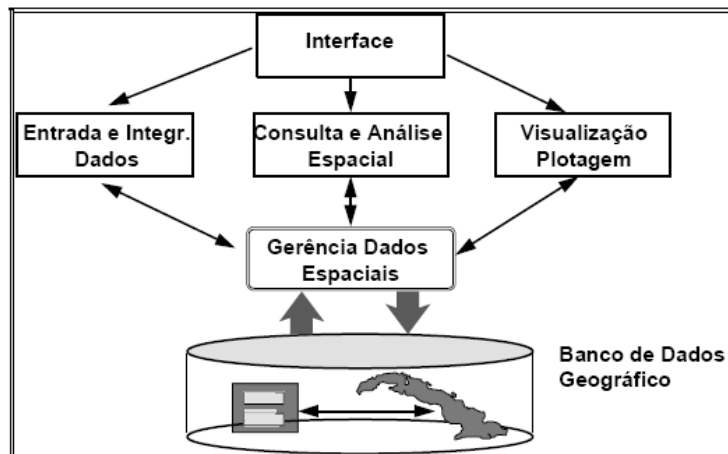 Interface
Entrada e Integr.
Dados
Consulta e Análise
Espacial
Visualização
Plotagem
Gerência Dados
Espaciais
Banco de Dados
Geográfico